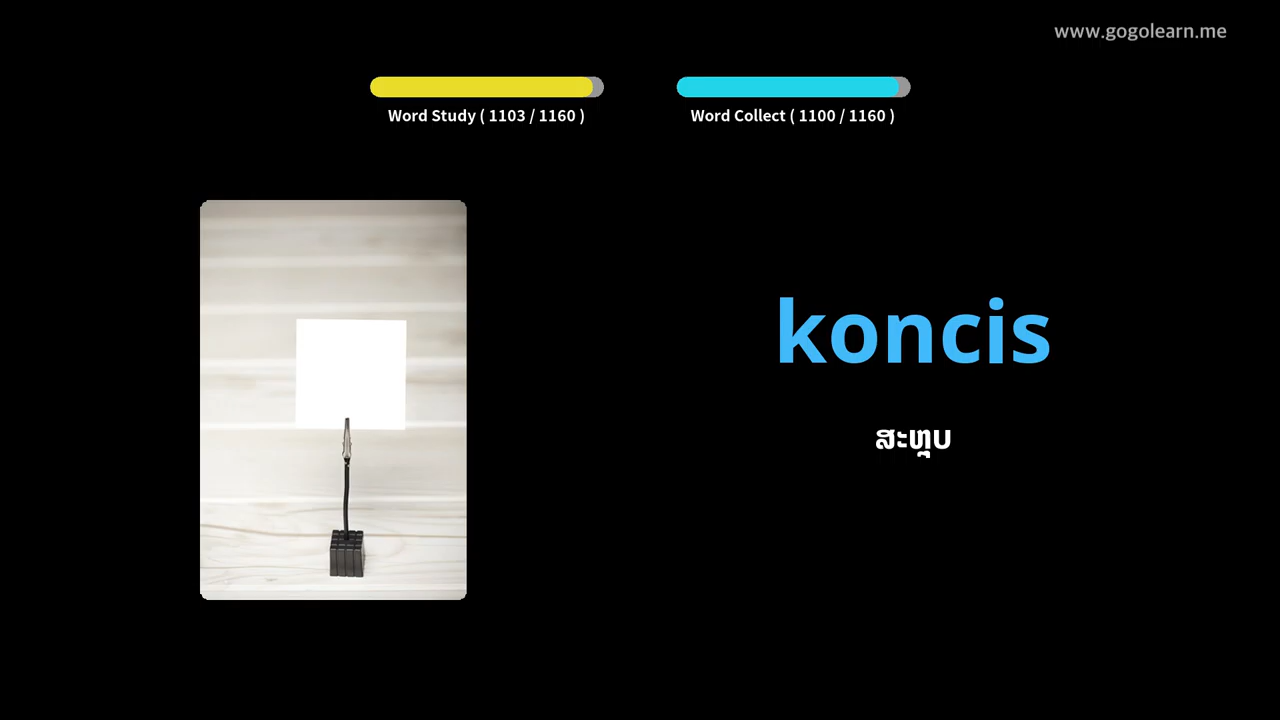 www.gogolearn.me
Word Study ( 1103 / 1160 )
Word Collect ( 1100 / 1160 )
koncis
ສະຫຼຸບ